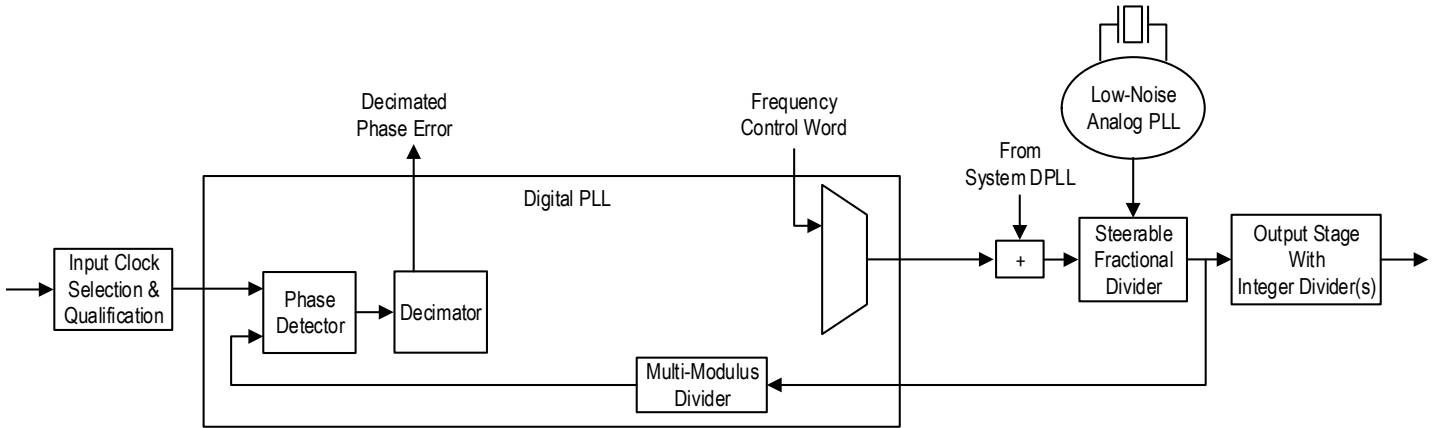 Decimated
Phase Error
Frequency
Control Word
Low-Noise
Analog PLL
From
System DPLL
Digital PLL
Input Clock
Selection &
Qualification
Phase
Detector
Decimator
+
Steerable
Fractional
Divider
Output Stage
With
Integer Divider(s)
Multi-Modulus
Divider